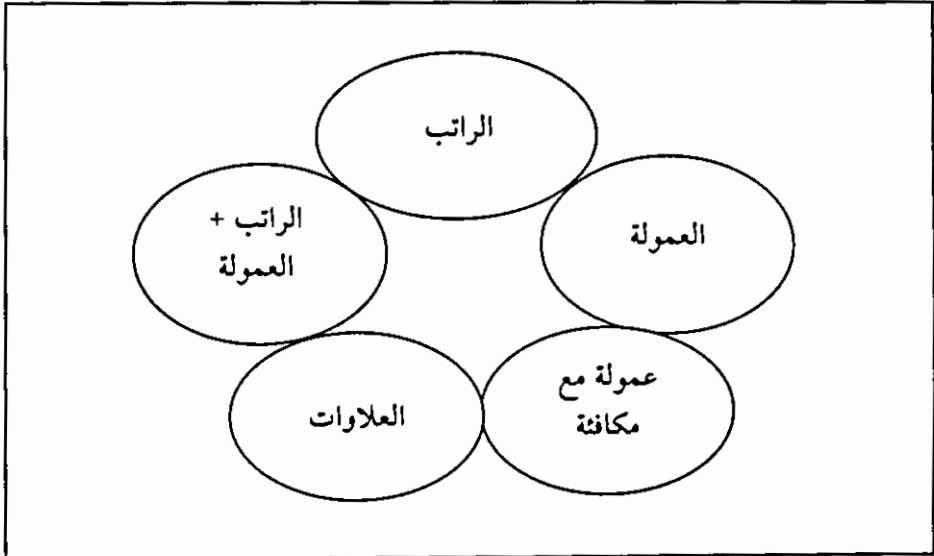 الراتب
العمولة
الراتب +
العمولة
عمولة مع
مكافئة
العلاوات